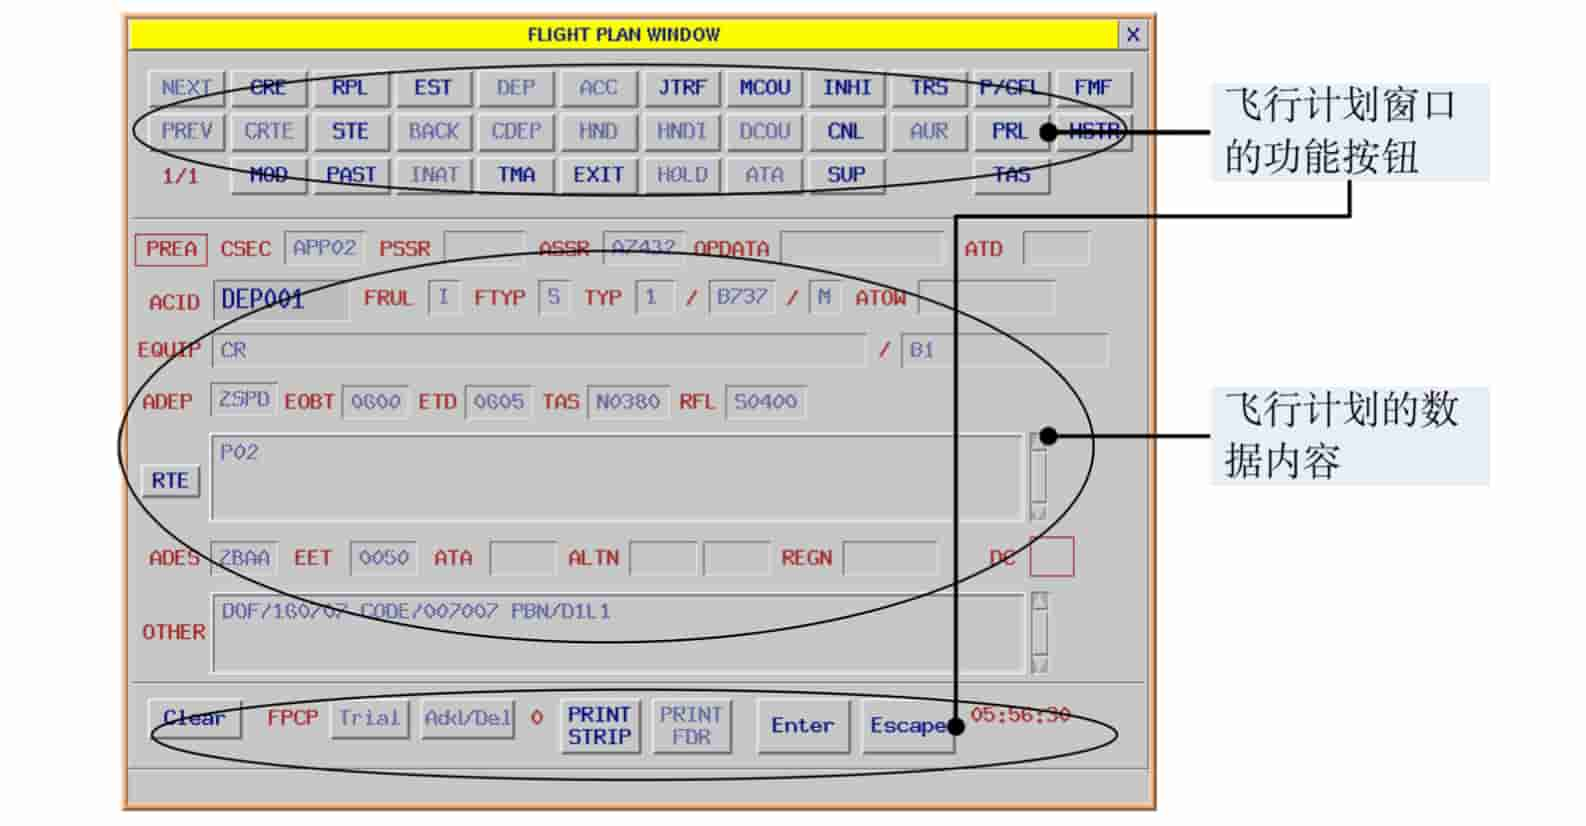 FLIGHT PLAN WINDOW X
NEXT CRE RPL EST DEP ACC JTRF MCOU INHI TRS P/CFL FMF
PREV CRTE STE BACK CDEP HND HNDI DCOU CNL AUR PRL HSTR
1/1 MOD PAST INAT TMA EXIT HOLD ATA SUP TAS
飞行计划窗口
的功能按钮
PREA CSEC APP02 PSSR ASSR A7432 OPDATA ATD
ACID DEP001 FRUL I FTYP S TYP 1 / B737 / M ATOW
EQUIP CR / B1
ADEP ZSPD EOBT 0600 ETD 0605 TAS N0380 RFL S0400
飞行计划的数
据内容
P02
RTE
ADES ZBAA EET 0050 ATA ALTN REGN DC
DOF/160707 CODE/007007 PBN/D1L1
OTHER
Clear FPCP Trial Add/Del 0 PRINT STRIP PRINT FDR Enter Escape 05:56:30